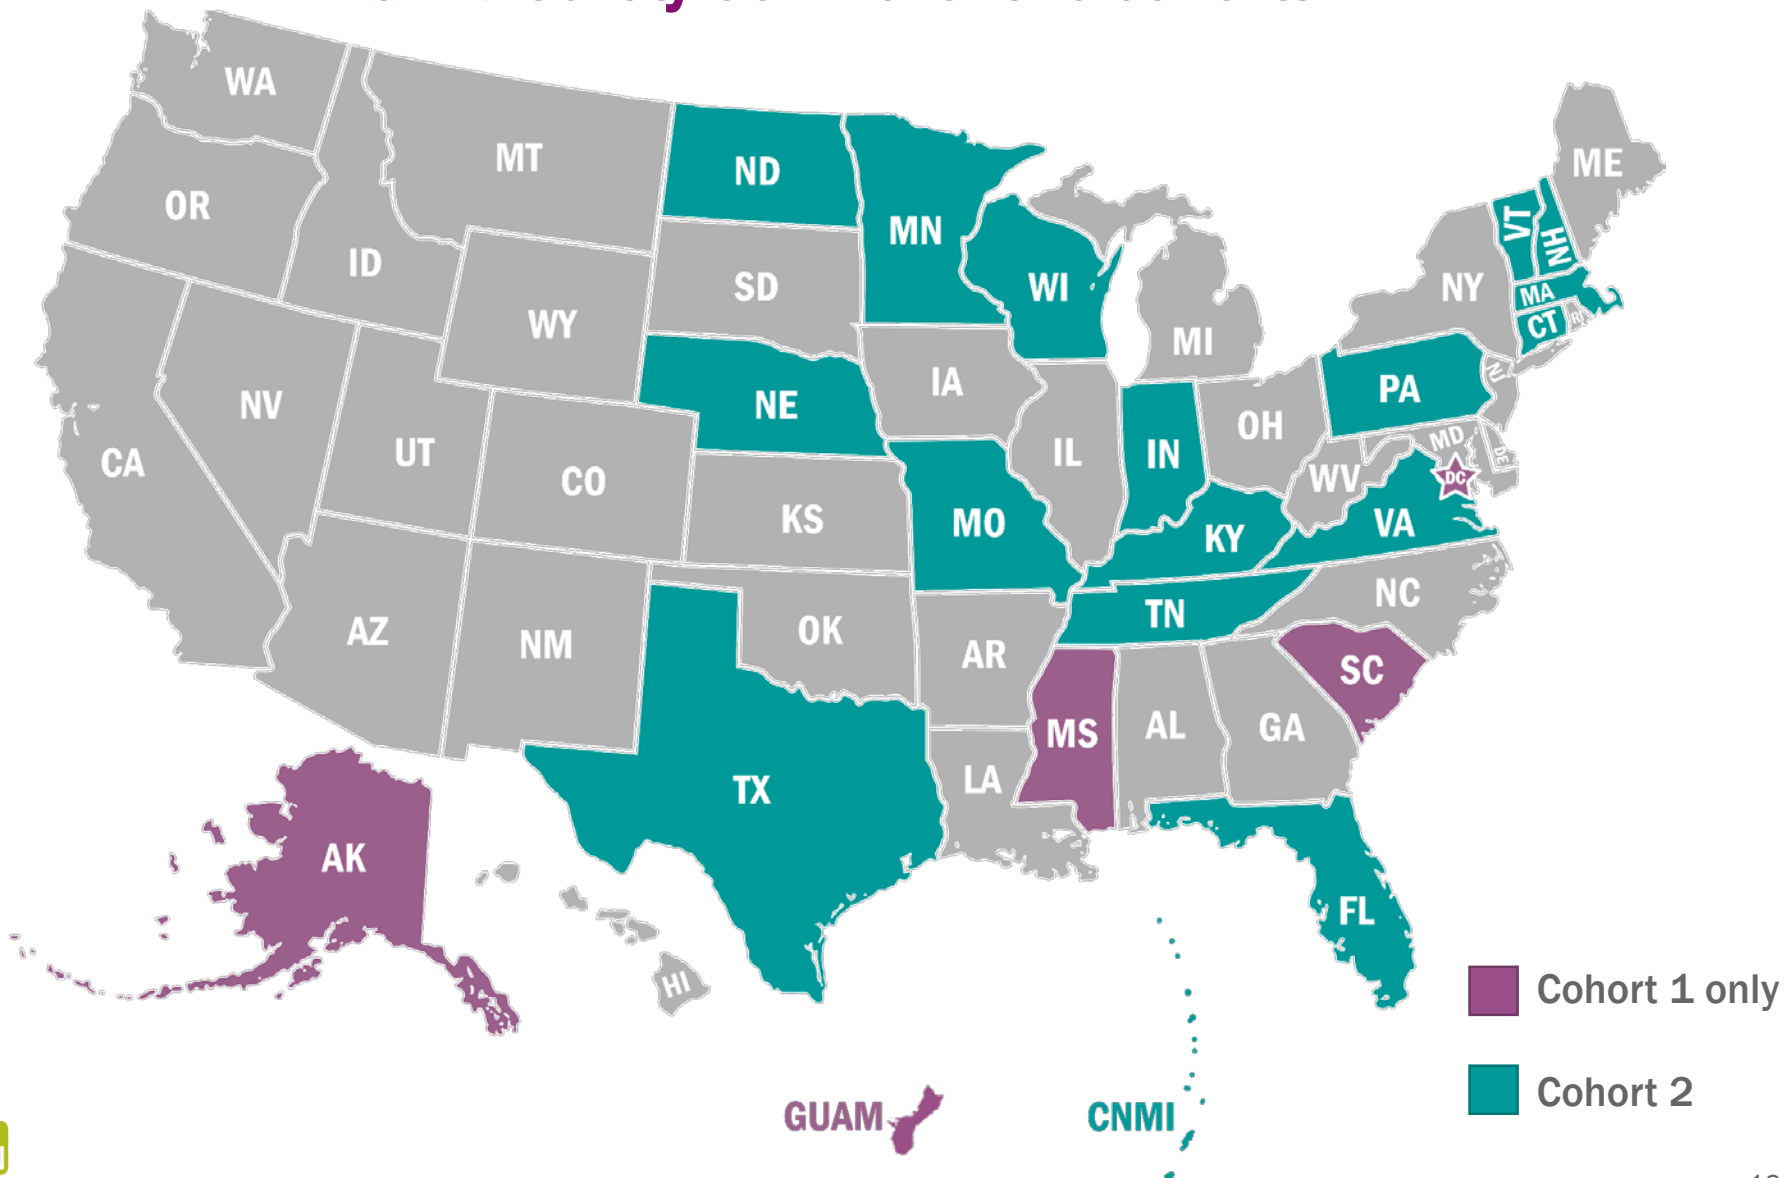 WA
MT
ND
MN
ME
OR
ID
SD
WI
VT
NH
NY
WY
MI
MA
CT
RI
NV
UT
CO
NE
IA
IL
IN
OH
PA
NJ
CA
KS
MO
KY
WV
MD
DE
DC
VA
AZ
NM
OK
AR
TN
NC
SC
MS
AL
GA
LA
TX
AK
FL
HI
Cohort 1 only
Cohort 2
GUAM
CNMI